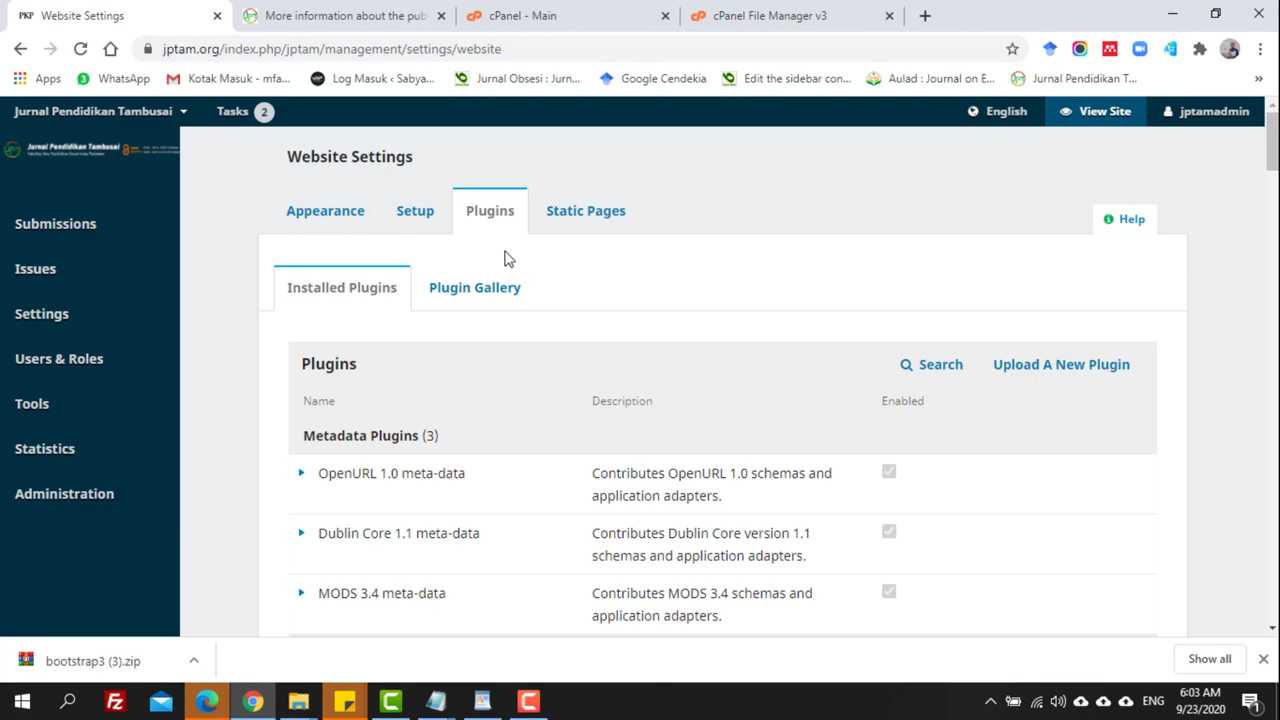 Website Settings
More information about the pub
cPanel - Main
cPanel File Manager v3
jptam.org/index.php/jptam/management/settings/website
Apps
WhatsApp
Kotak Masuk - mfa...
Log Masuk ‹ Sabya...
Jurnal Obsesi : Jurn...
Google Cendekia
Edit the sidebar con...
Aulad : Journal on E...
Jurnal Pendidikan T...
»
Jurnal Pendidikan Tambusai
Tasks 2
English
View Site
jptamadmin
Jurnal Pendidikan Tambusai
Website Settings
Submissions
Issues
Settings
Users & Roles
Tools
Statistics
Administration
Appearance
Setup
Plugins
Static Pages
Help
Installed Plugins
Plugin Gallery
Plugins
Search
Upload A New Plugin
Name
Description
Enabled
Metadata Plugins (3)
OpenURL 1.0 meta-data
Contributes OpenURL 1.0 schemas and
application adapters.
Dublin Core 1.1 meta-data
Contributes Dublin Core version 1.1
schemas and application adapters.
MODS 3.4 meta-data
Contributes MODS 3.4 schemas and
application adapters.
bootstrap3 (3).zip
Show all
ENG
6:03 AM
9/23/2020
1